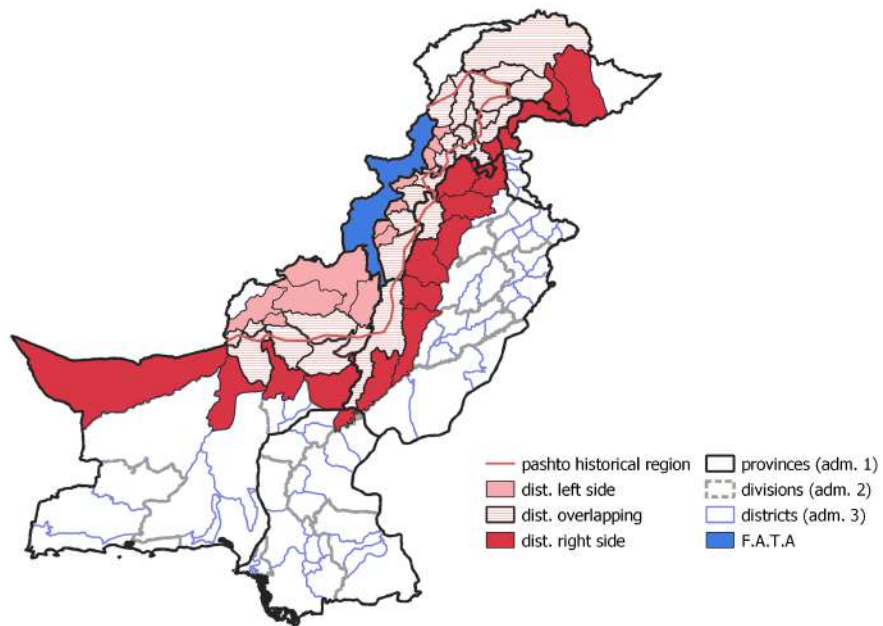 pashto historical region
dist. left side
dist. overlapping
dist. right side
provinces (adm. 1)
divisions (adm. 2)
districts (adm. 3)
F.A.T.A